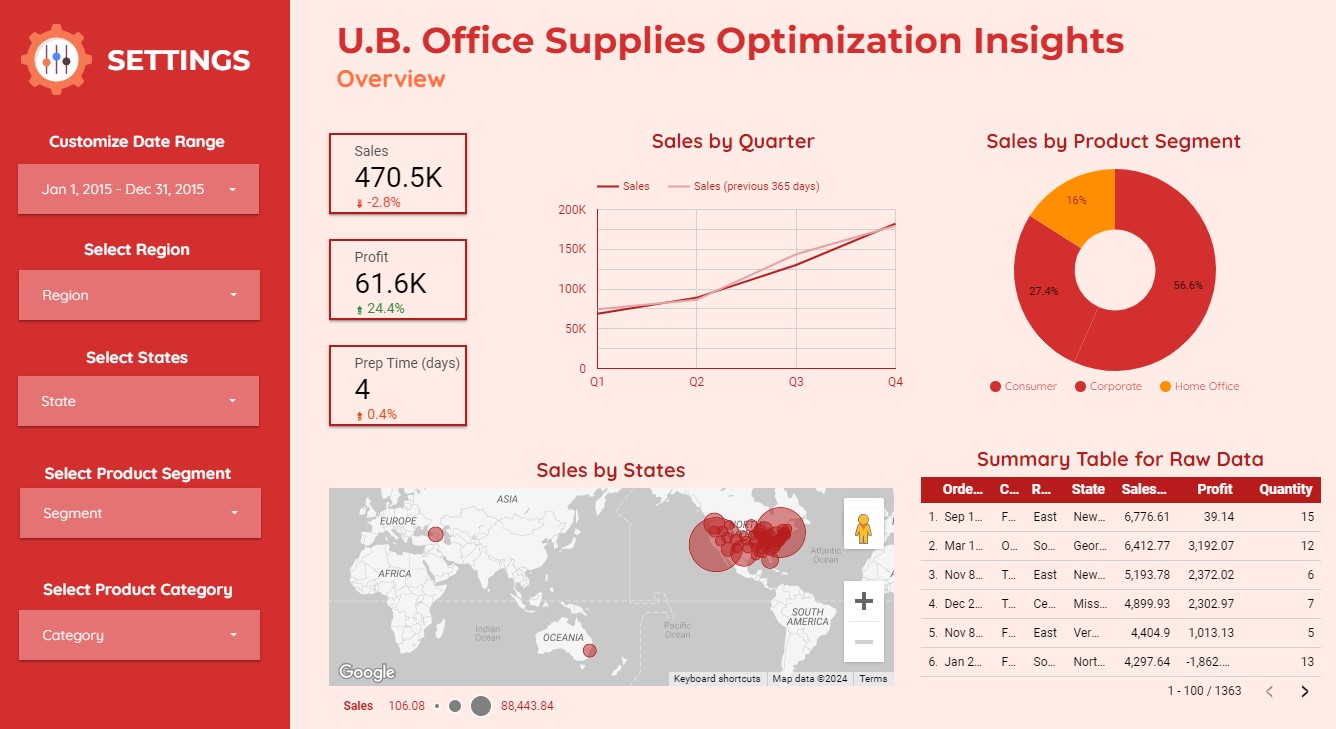 SETTINGS
Customize Date Range
Jan 1, 2015 - Dec 31, 2015
Select Region
Region
Select States
State
Select Product Segment
Segment
Select Product Category
Category
U.B. Office Supplies Optimization Insights
Overview
Sales
470.5K
-2.8%
Profit
61.6K
24.4%
Prep Time (days)
4
0.4%
Sales by Quarter
Sales Sales (previous 365 days)
200K
150K
100K
50K
0
Q1 Q2 Q3 Q4
Sales by Product Segment
16%
27.4%
56.6%
Consumer Corporate Home Office
Sales by States
ASIA
EUROPE
AFRICA
Indian
Ocean
OCEANIA
Pacific
Ocean
Atlantic
Ocean
SOUTH
AMERICA
Google
Keyboard shortcuts Map data ©2024 Terms
Sales 106.08 88,443.84
Summary Table for Raw Data
Orde... C... R... State Sales... Profit Quantity
1. Sep 1... F... East New... 6,776.61 39.14 15
2. Mar 1... O... So... Geor... 6,412.77 3,192.07 12
3. Nov 8... T... East New... 5,193.78 2,372.02 6
4. Dec 2... T... Ce... Miss... 4,899.93 2,302.97 7
5. Nov 8... F... East Ver... 4,404.9 1,013.13 5
6. Jan 2... F... So... Nort... 4,297.64 -1,862.... 13
1 - 100 / 1363